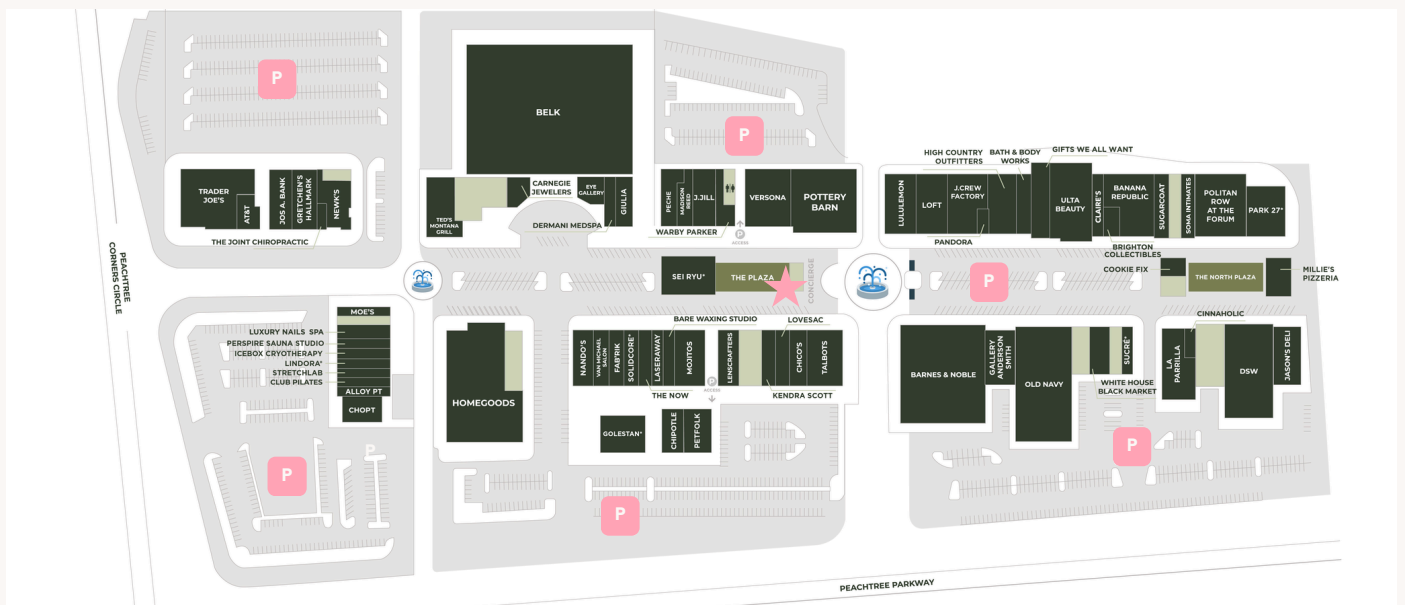 P
P
BELK
TRADER
JOE'S
AT&T
JOS A. BANK
GRETCHEN'S
HALLMARK
NEWK'S
THE JOINT CHIROPRACTIC
TED'S
MONTANA
GRILL
CARNEGIE
JEWELERS
EYE
GALLERY
GIULIA
DERMANI MEDSPA
PECHE
MADISON
REED
J.JILL
WARBY PARKER
P
ACCESS
VERSONA
POTTERY
BARN
HIGH COUNTRY
OUTFITTERS
BATH & BODY
WORKS
GIFTS WE ALL WANT
LULULEMON
LOFT
J.CREW
FACTORY
PANDORA
ULTA
BEAUTY
CLAIRE'S
BANANA
REPUBLIC
BRIGHTON
COLLECTIBLES
SUGARCOAT
SOMA INTIMATES
POLITAN
ROW
AT THE
FORUM
PARK 27*
PEACHTREE
CORNERS CIRCLE
SEI RYU*
THE PLAZA
CONCIERGE
P
COOKIE FIX
THE NORTH PLAZA
MILLIE'S
PIZZERIA
MOE'S
LUXURY NAILS SPA
PERSPIRE SAUNA STUDIO
ICEBOX CRYOTHERAPY
LINDORA*
STRETCHLAB
CLUB PILATES
ALLOY PT
CHOPT
HOMEGOODS
BARE WAXING STUDIO
LOVESAC
NANDO'S
VAN MICHAEL
SALON
FAB'RIK
SOLIDCORE*
LASERAWAY
MOJITOS
THE NOW
LENSCRAFTERS
CHICO'S
TALBOTS
KENDRA SCOTT
P
ACCESS
GOLESTAN*
CHIPOTLE
PETFOLK
BARNES & NOBLE
GALLERY
ANDERSON
SMITH
OLD NAVY
SUCRÉ*
WHITE HOUSE
BLACK MARKET
CINNAHOLIC
LA
PARRILLA
DSW
JASON'S DELI
P
P
P
P
PEACHTREE PARKWAY